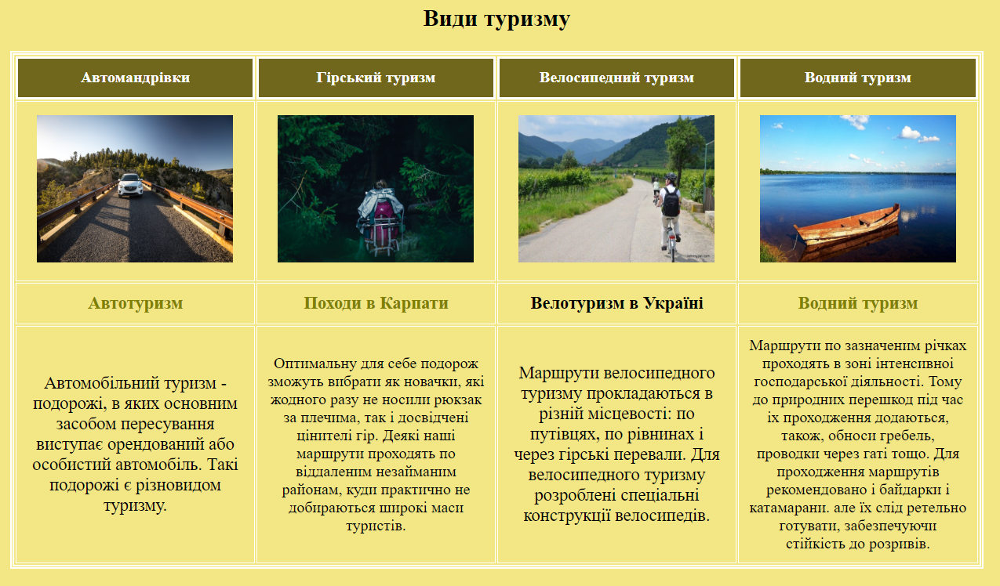 Види туризму
Автомандрівки
Гірський туризм
Велосипедний туризм
Водний туризм
Автотуризм
Походи в Карпати
Велотуризм в Україні
Водний туризм
Автомобільний туризм -
подорожі, в яких основним
засобом пересування
виступає орендований або
особистий автомобіль. Такі
подорожі є різновидом
туризму.
Оптимальну для себе подорож
зможуть вибрати як новачки, які
жодного разу не носили рюкзак
за плечима, так і досвідчені
цінителі гір. Деякі наші
маршрути проходять по
віддаленим незайманим
районам, куди практично не
добираються широкі маси
туристів.
Маршрути велосипедного
туризму прокладаються в
різній місцевості: по
путівцях, по рівнинах і
через гірські перевали. Для
велосипедного туризму
розроблені спеціальні
конструкції велосипедів.
Маршрути по зазначеним річках
проходять в зоні інтенсивної
господарської діяльності. Тому
до природних перешкод під час
їх проходження додаються,
також, обноси гребель,
проводки через гаті тощо. Для
проходження маршрутів
рекомендовано і байдарки і
катамарани. але їх слід ретельно
готувати, забезпечуючи
стійкість до розривів.